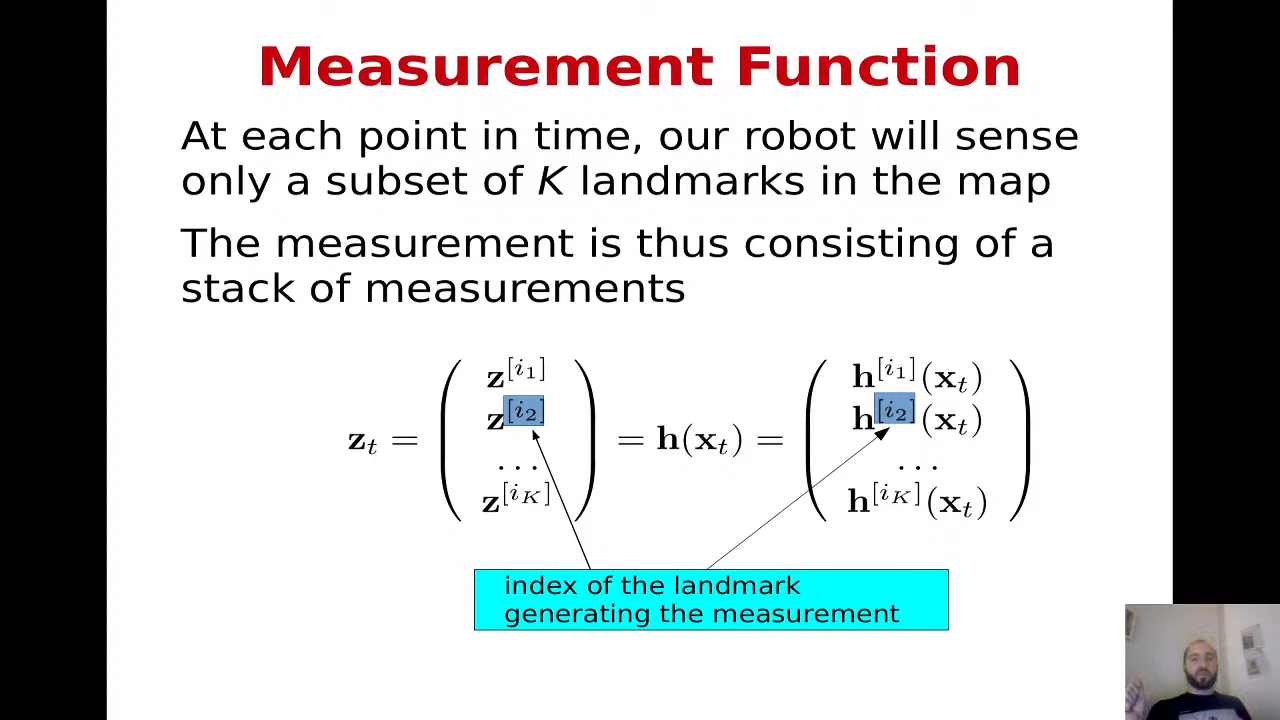 Measurement Function
At each point in time, our robot will sense
only a subset of K landmarks in the map
The measurement is thus consisting of a
stack of measurements
z_t = ( z^{[i_1]} z^{[i_2]} ... z^{[i_K]} ) = h(x_t) = ( h^{[i_1]}(x_t) h^{[i_2]}(x_t) ... h^{[i_K]}(x_t) )
index of the landmark
generating the measurement